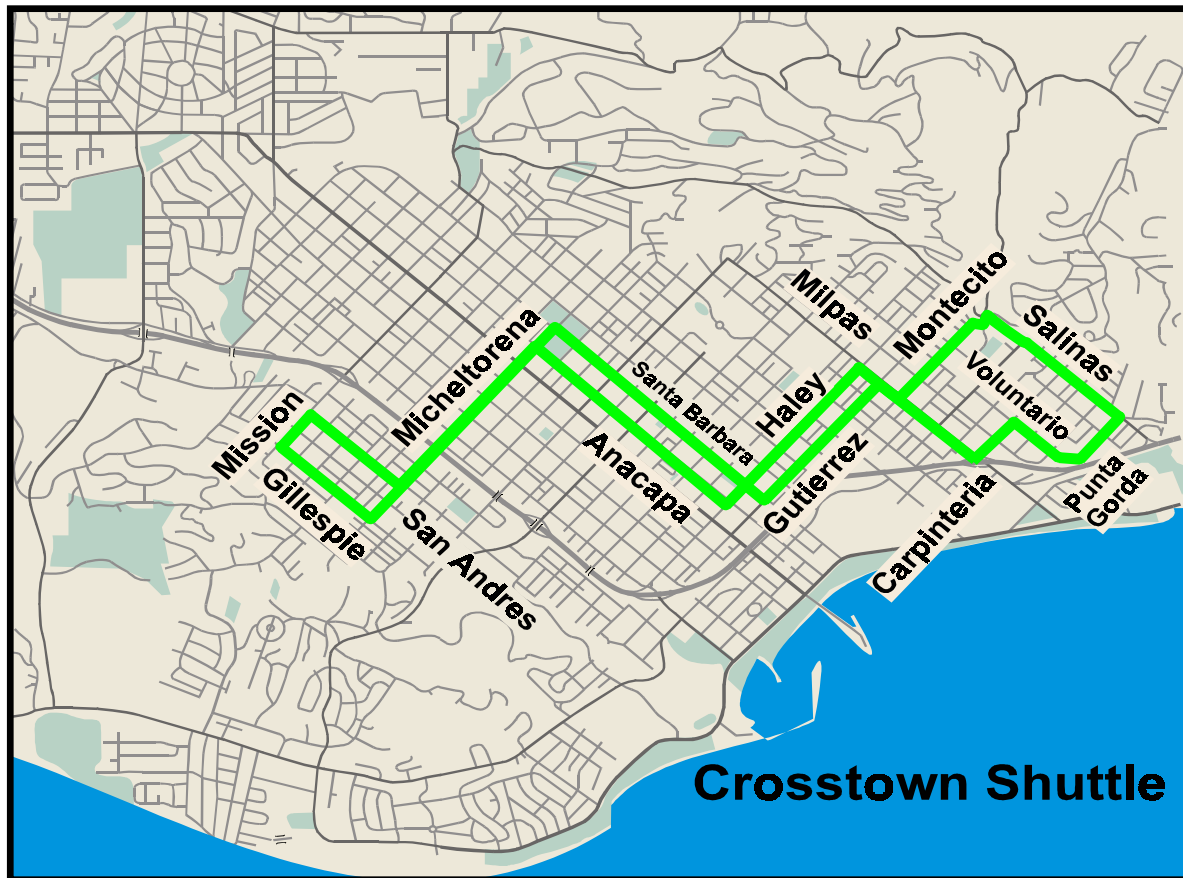 Montecito
Milpas
Salinas
Micheltorena
Voluntario
Santa Barbara
Haley
Mission
Anacapa
Gutierrez
Gillespie
San Andres
Carpinteria
Punta
Gorda
Crosstown Shuttle